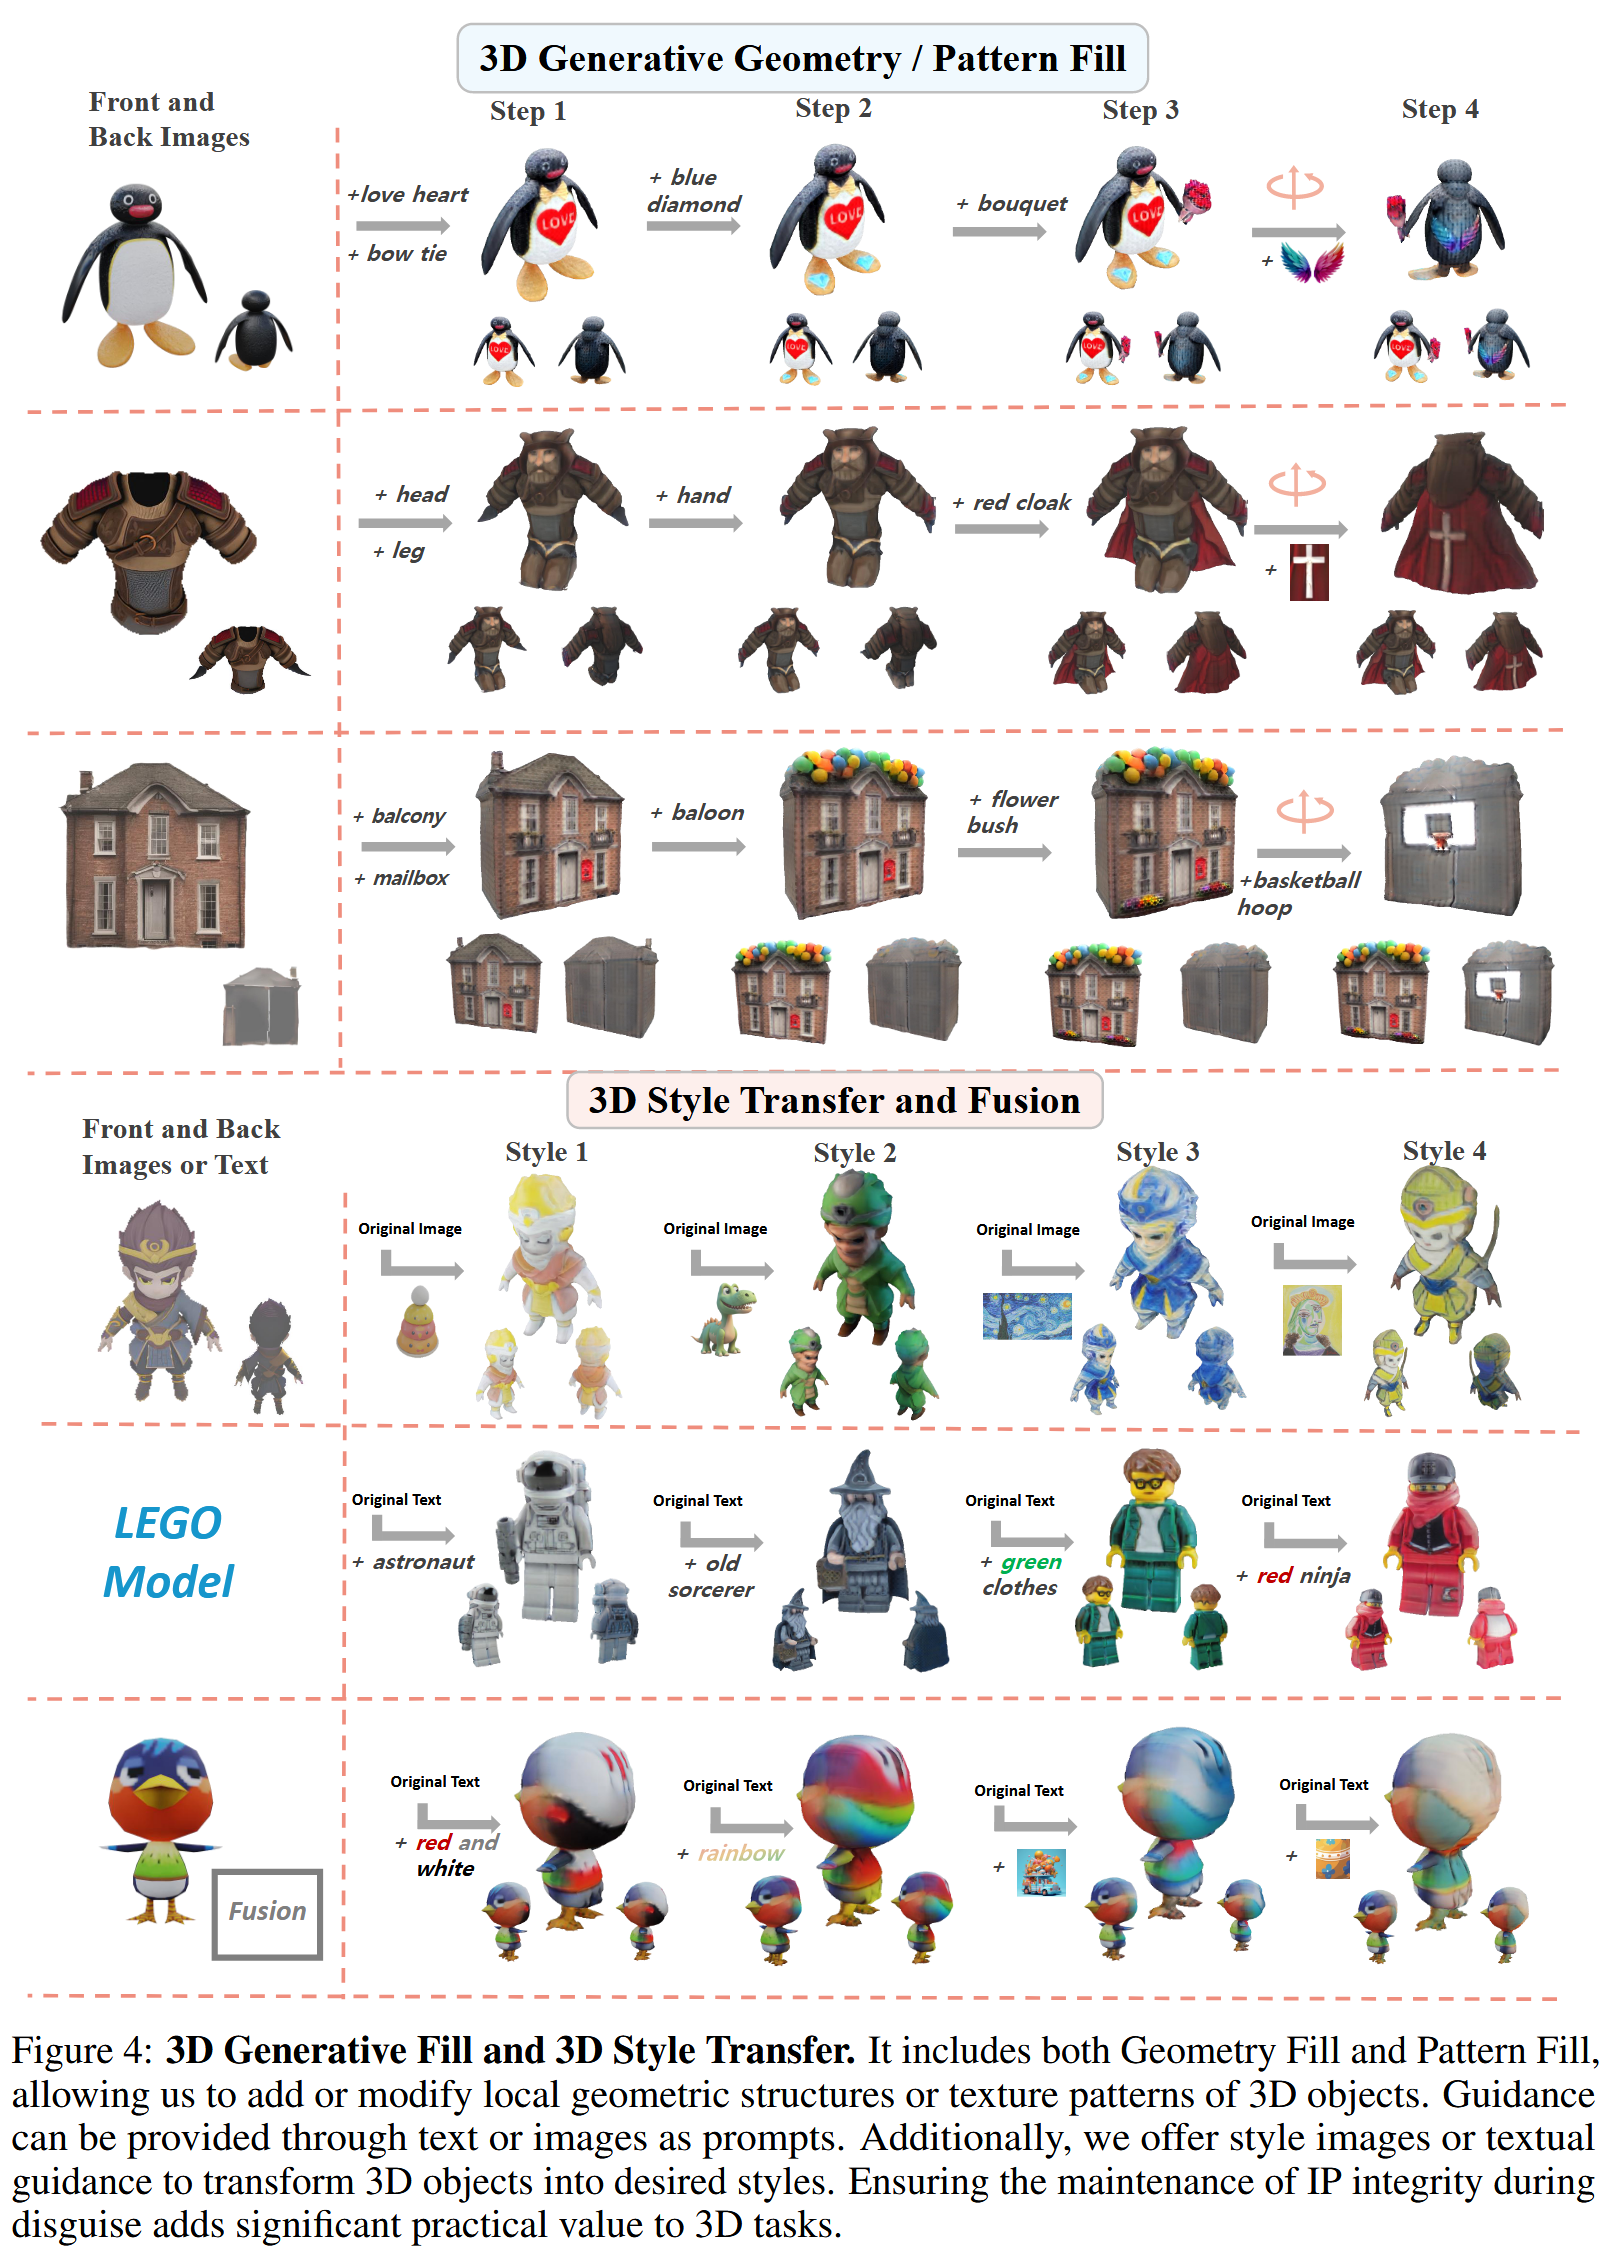 3D Generative Geometry / Pattern Fill
Front and
Back Images
Step 1
Step 2
Step 3
Step 4
+love heart
+ bow tie
+ blue
diamond
+ bouquet
+
LOVE
LOVE
LOVE
LOVE
LOVE
LOVE
LOVE
+ head
+ leg
+ hand
+ red cloak
+
+ balcony
+ mailbox
+ baloon
+ flower
bush
+basketball
hoop
3D Style Transfer and Fusion
Front and Back
Images or Text
Style 1
Style 2
Style 3
Style 4
Original Image
Original Image
Original Image
Original Image
LEGO
Model
Original Text
+ astronaut
Original Text
+ old
sorcerer
Original Text
+ green
clothes
Original Text
+ red ninja
Fusion
Original Text
+ red and
white
Original Text
+ rainbow
Original Text
+
Original Text
+
Figure 4: 3D Generative Fill and 3D Style Transfer. It includes both Geometry Fill and Pattern Fill,
allowing us to add or modify local geometric structures or texture patterns of 3D objects. Guidance
can be provided through text or images as prompts. Additionally, we offer style images or textual
guidance to transform 3D objects into desired styles. Ensuring the maintenance of IP integrity during
disguise adds significant practical value to 3D tasks.